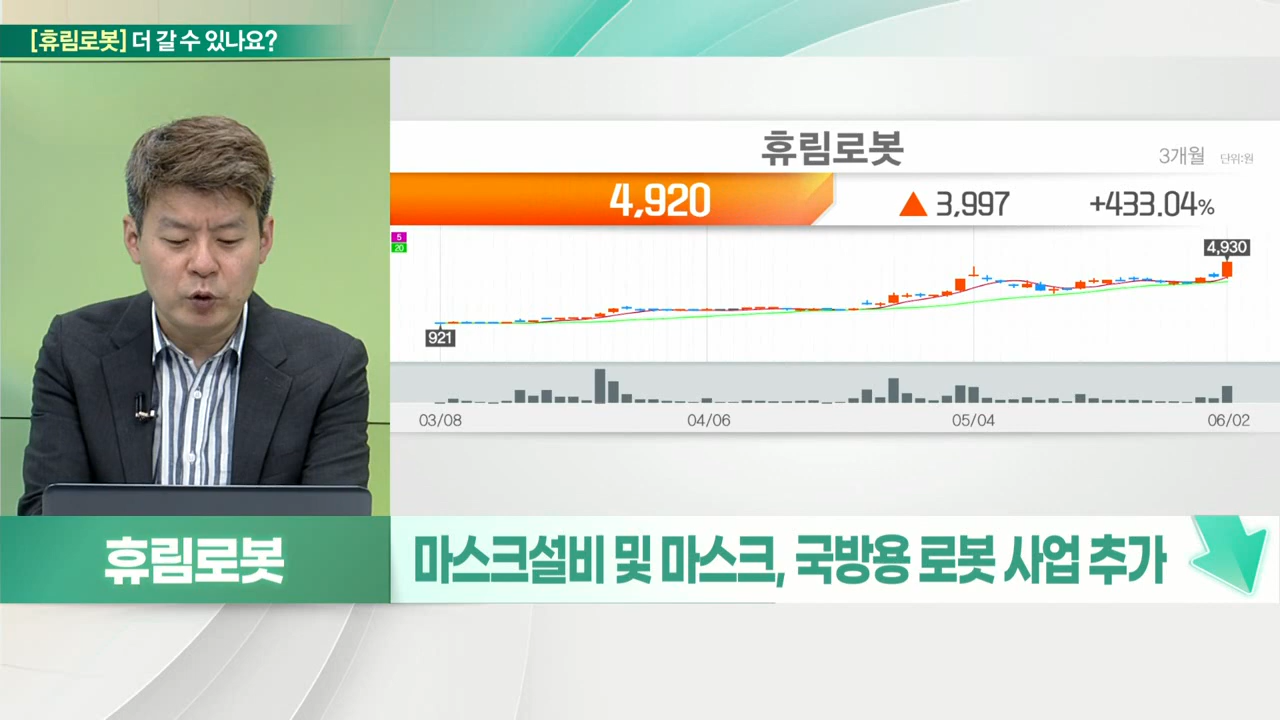 [휴림로봇] 더 갈 수 있나요?
휴림로봇
3개월 단위:원
4,920 ▲ 3,997 +433.04%
5
20
4,930
921
03/08 04/06 05/04 06/02
휴림로봇
마스크설비 및 마스크, 국방용 로봇 사업 추가